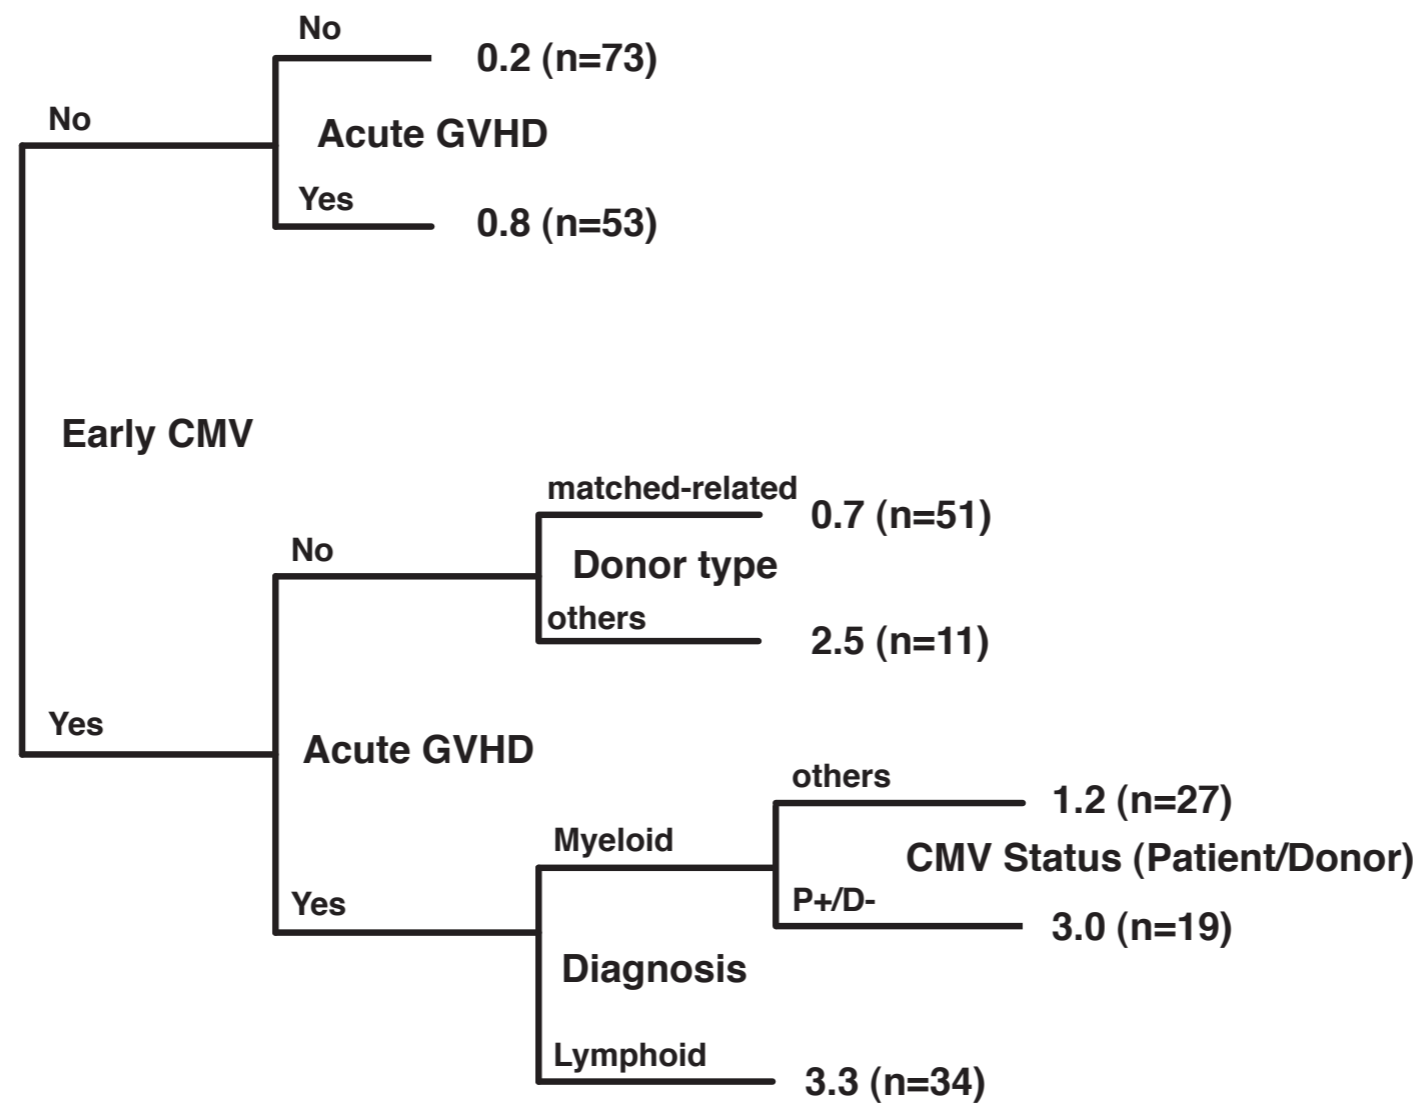 No
0.2 (n=73)
No
Acute GVHD
Yes
0.8 (n=53)
Early CMV
matched-related
0.7 (n=51)
No
Donor type
others
2.5 (n=11)
Yes
Acute GVHD
others
1.2 (n=27)
Myeloid
CMV Status (Patient/Donor)
Yes
P+/D-
3.0 (n=19)
Diagnosis
Lymphoid
3.3 (n=34)